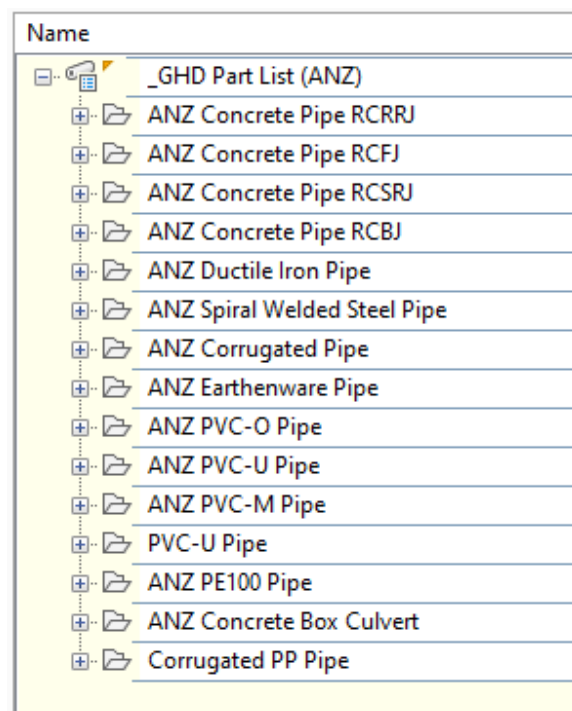 Name
_GHD Part List (ANZ)
ANZ Concrete Pipe RCRRJ
ANZ Concrete Pipe RCFJ
ANZ Concrete Pipe RCSRJ
ANZ Concrete Pipe RCBJ
ANZ Ductile Iron Pipe
ANZ Spiral Welded Steel Pipe
ANZ Corrugated Pipe
ANZ Earthenware Pipe
ANZ PVC-O Pipe
ANZ PVC-U Pipe
ANZ PVC-M Pipe
PVC-U Pipe
ANZ PE100 Pipe
ANZ Concrete Box Culvert
Corrugated PP Pipe